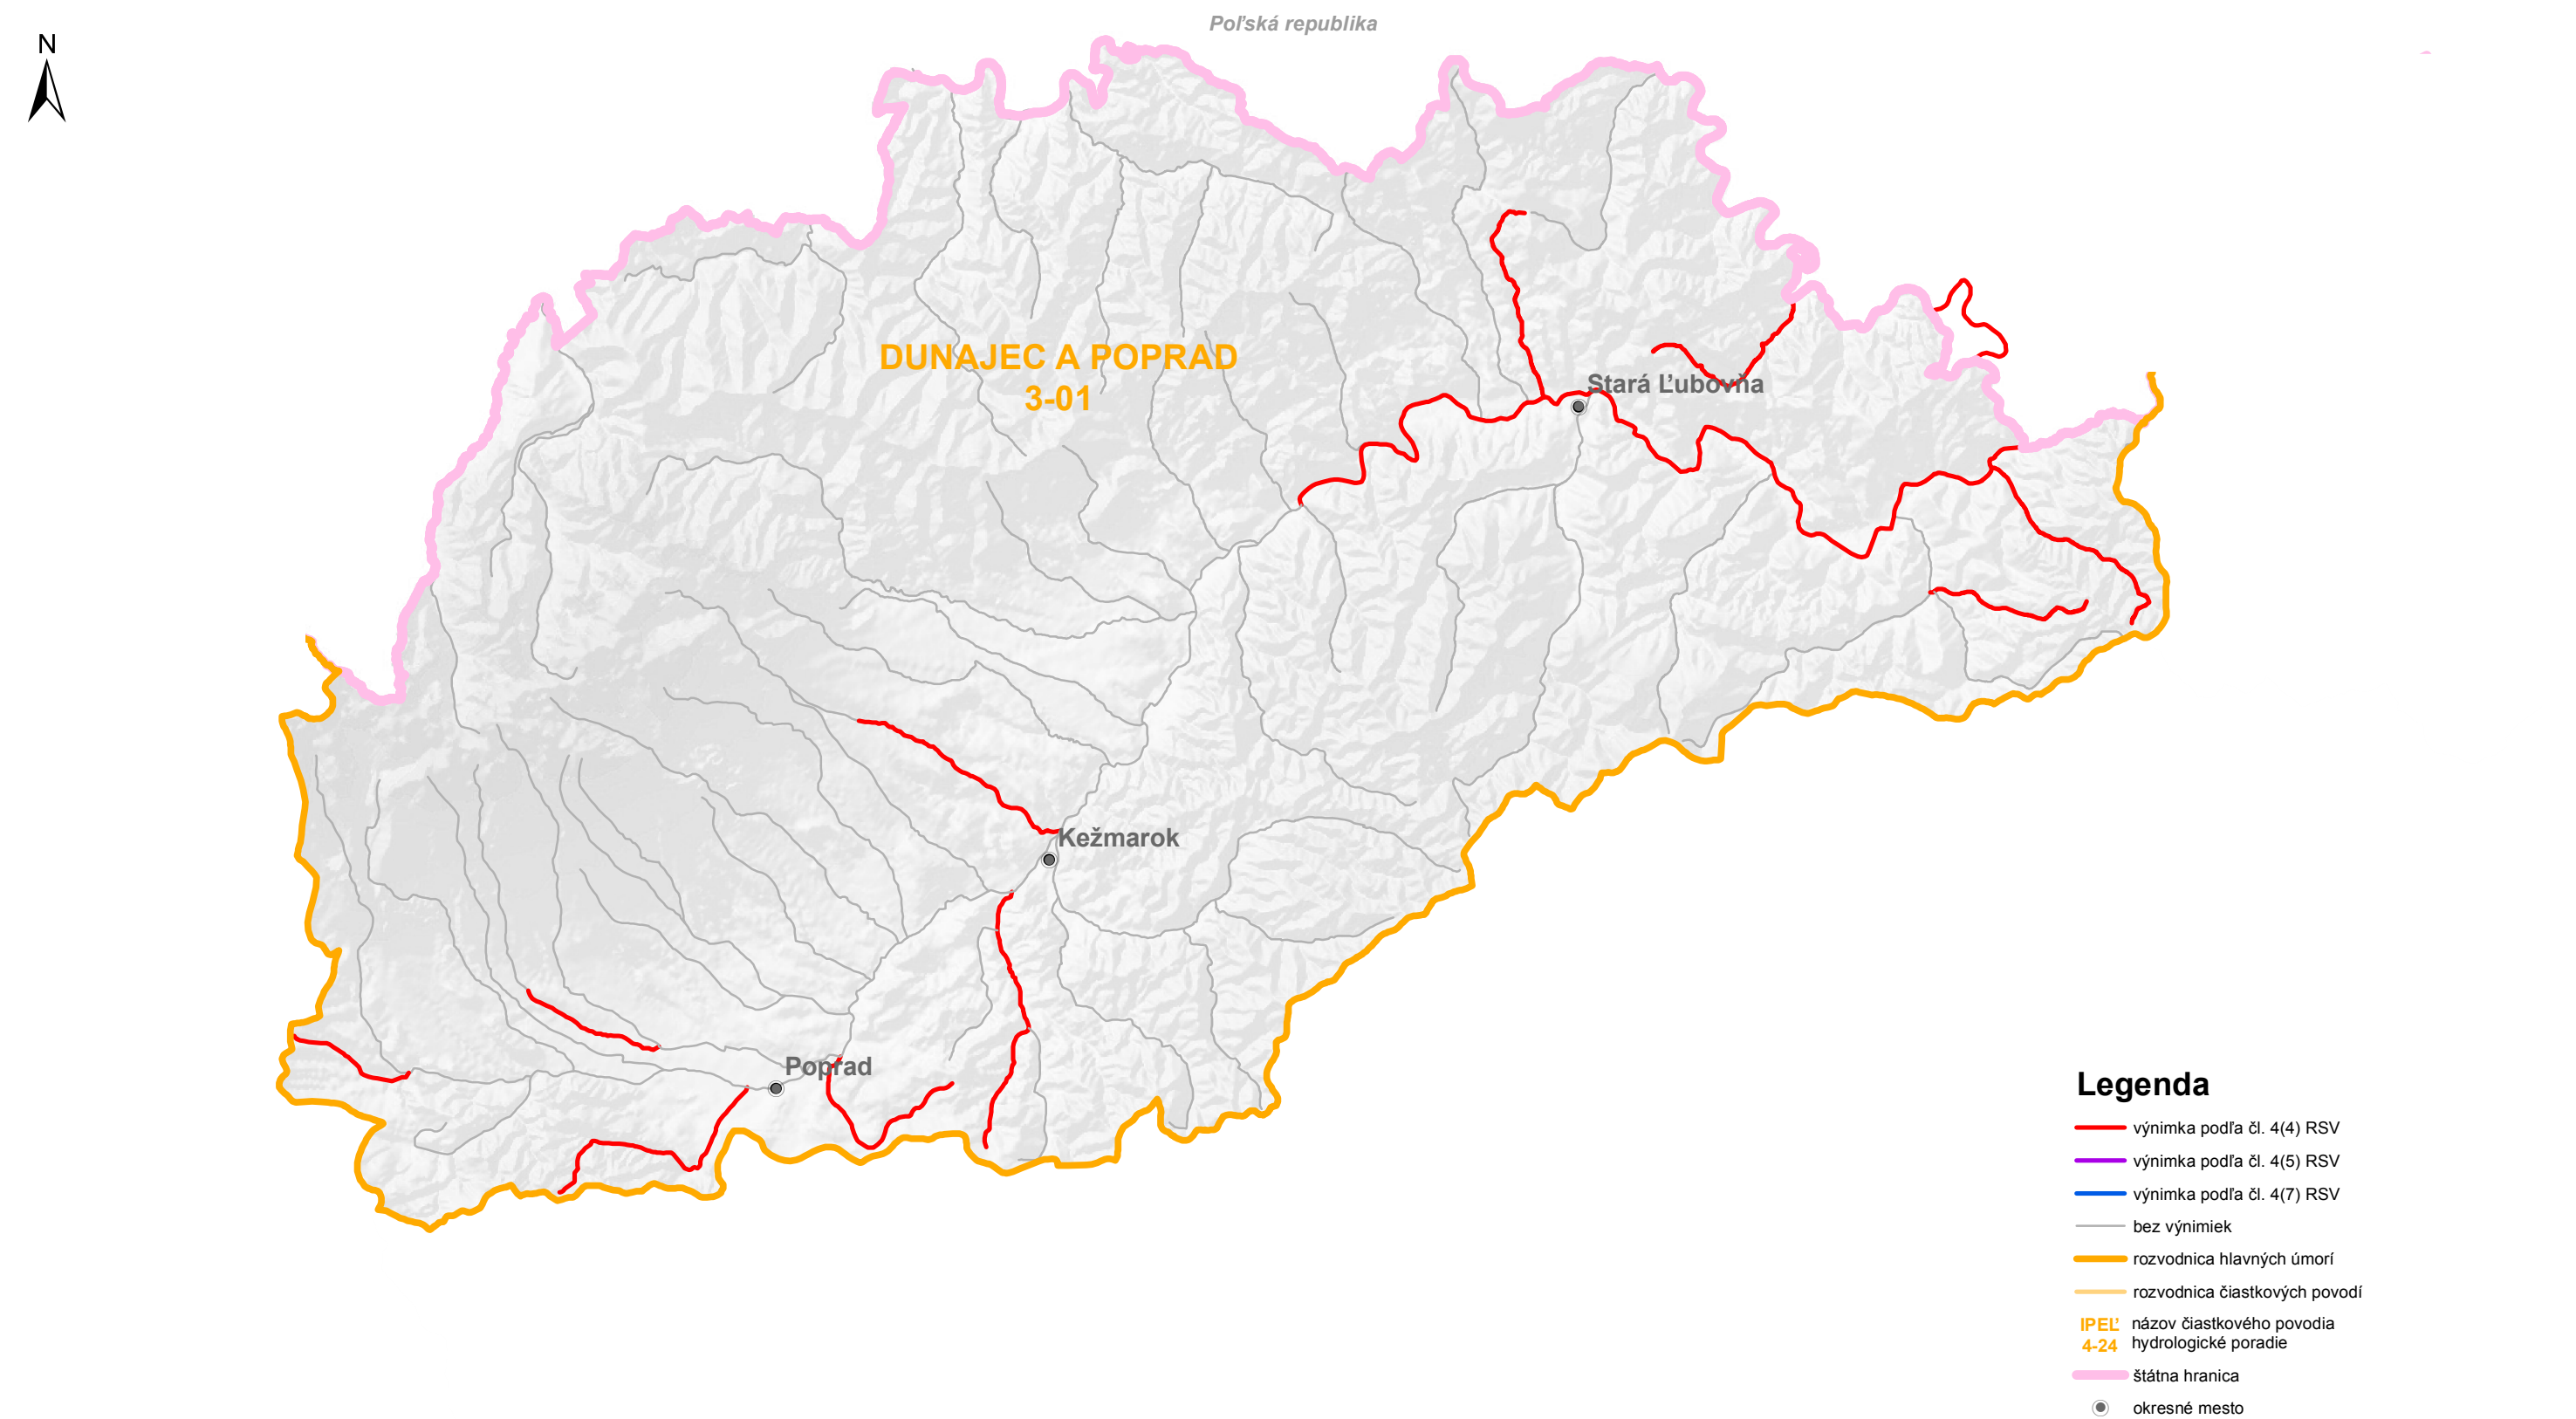 Poľská republika
N
DUNAJEC A POPRAD
3-01
Stará Ľubovňa
Kežmarok
Poprad
Legenda
výnimka podľa čl. 4(4) RSV
výnimka podľa čl. 4(5) RSV
výnimka podľa čl. 4(7) RSV
bez výnimiek
rozvodnica hlavných úmorí
rozvodnica čiastkových povodí
IPEĽ názov čiastkového povodia
4-24 hydrologické poradie
štátna hranica
okresné mesto